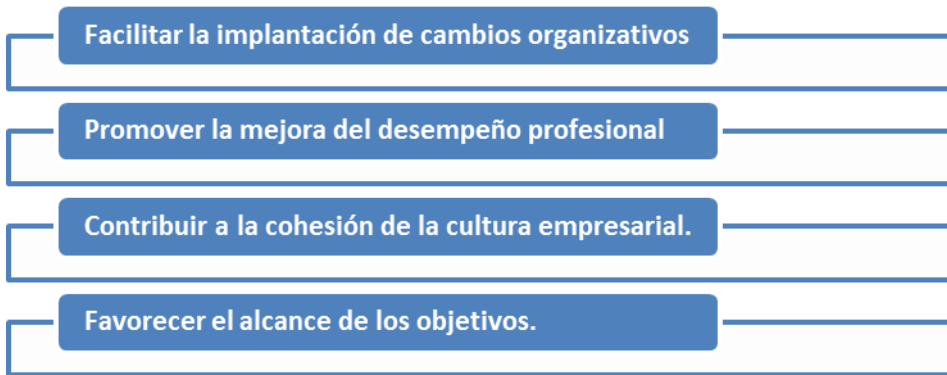 Facilitar la implantación de cambios organizativos
Promover la mejora del desempeño profesional
Contribuir a la cohesión de la cultura empresarial.
Favorecer el alcance de los objetivos.